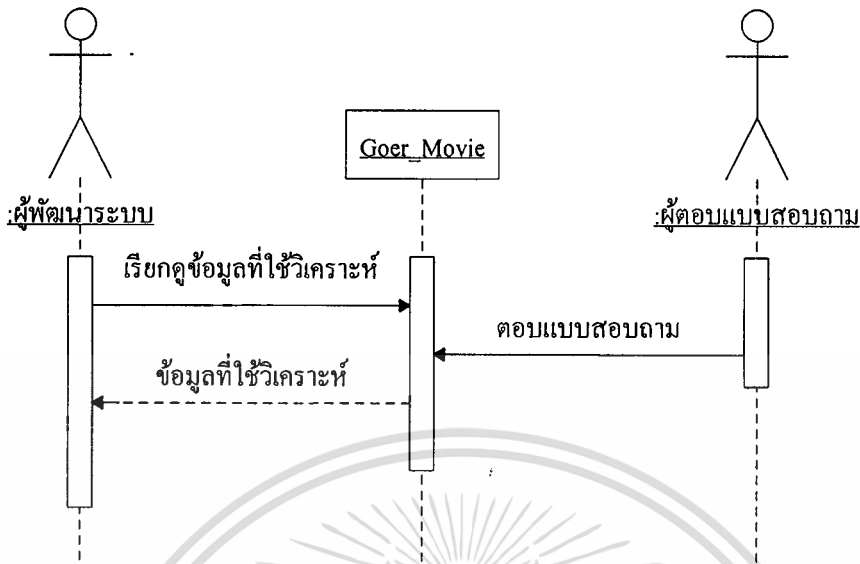 Goer_Movie
:ผู้พัฒนาระบบ
:ผู้ตอบแบบสอบถาม
เรียกดูข้อมูลที่ใช้วิเคราะห์
ตอบแบบสอบถาม
ข้อมูลที่ใช้วิเคราะห์